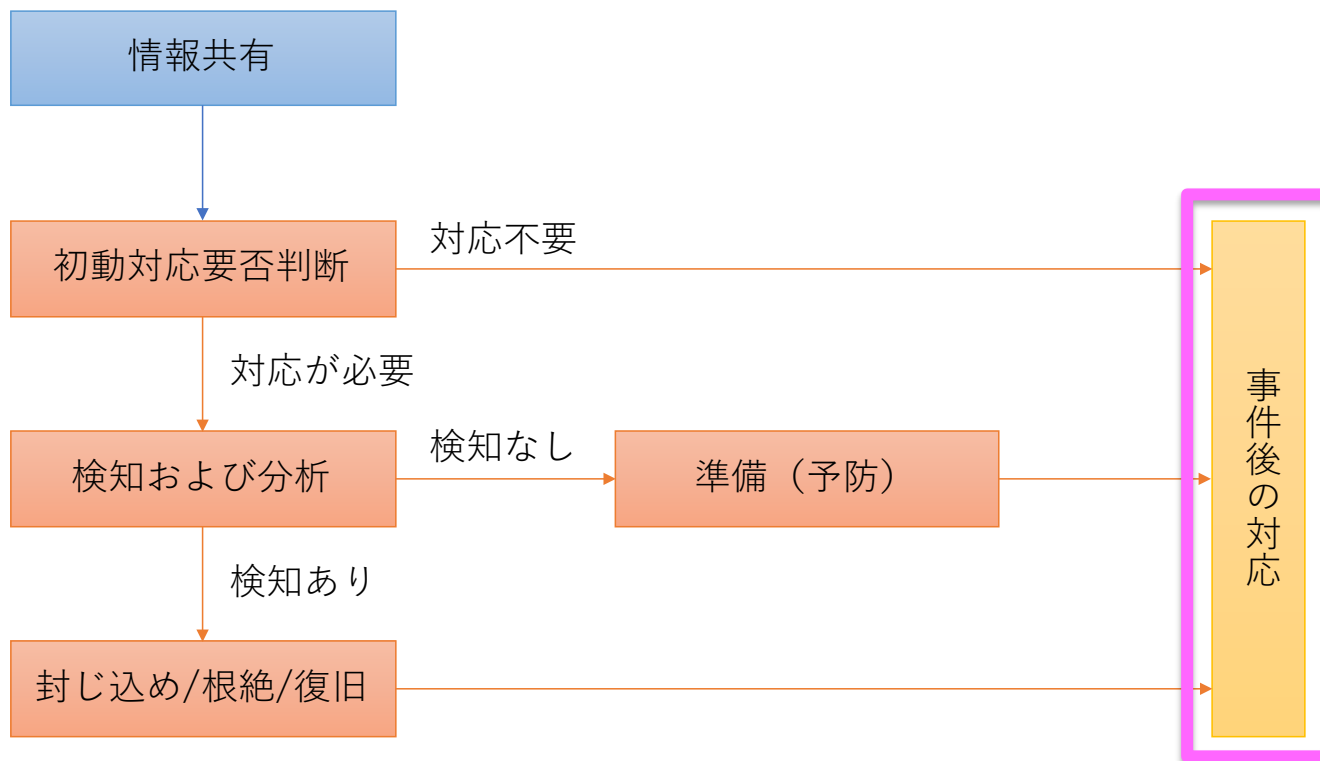 情報共有
初動対応要否判断
対応不要
対応が必要
検知および分析
検知なし
準備（予防）
検知あり
封じ込め/根絶/復旧
事件後の対応